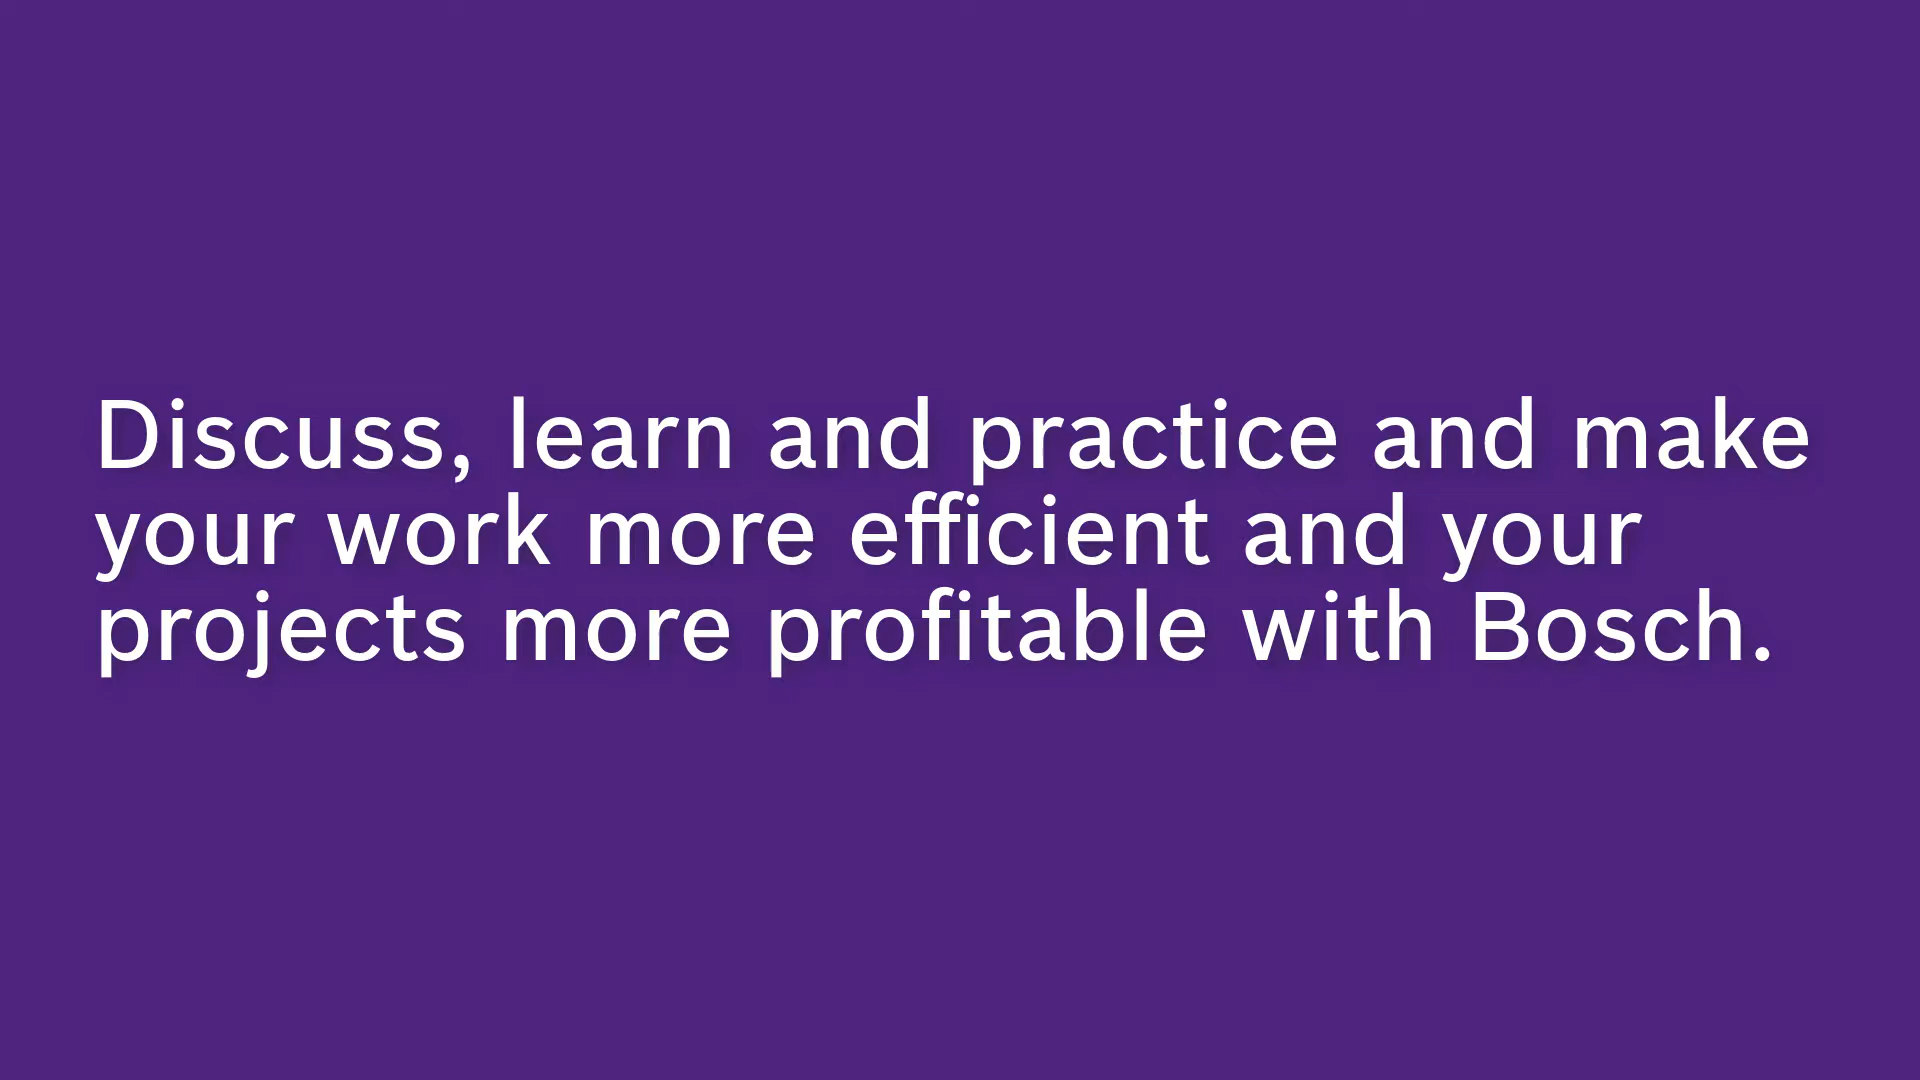 Discuss, learn and practice and make
your work more efficient and your
projects more profitable with Bosch.